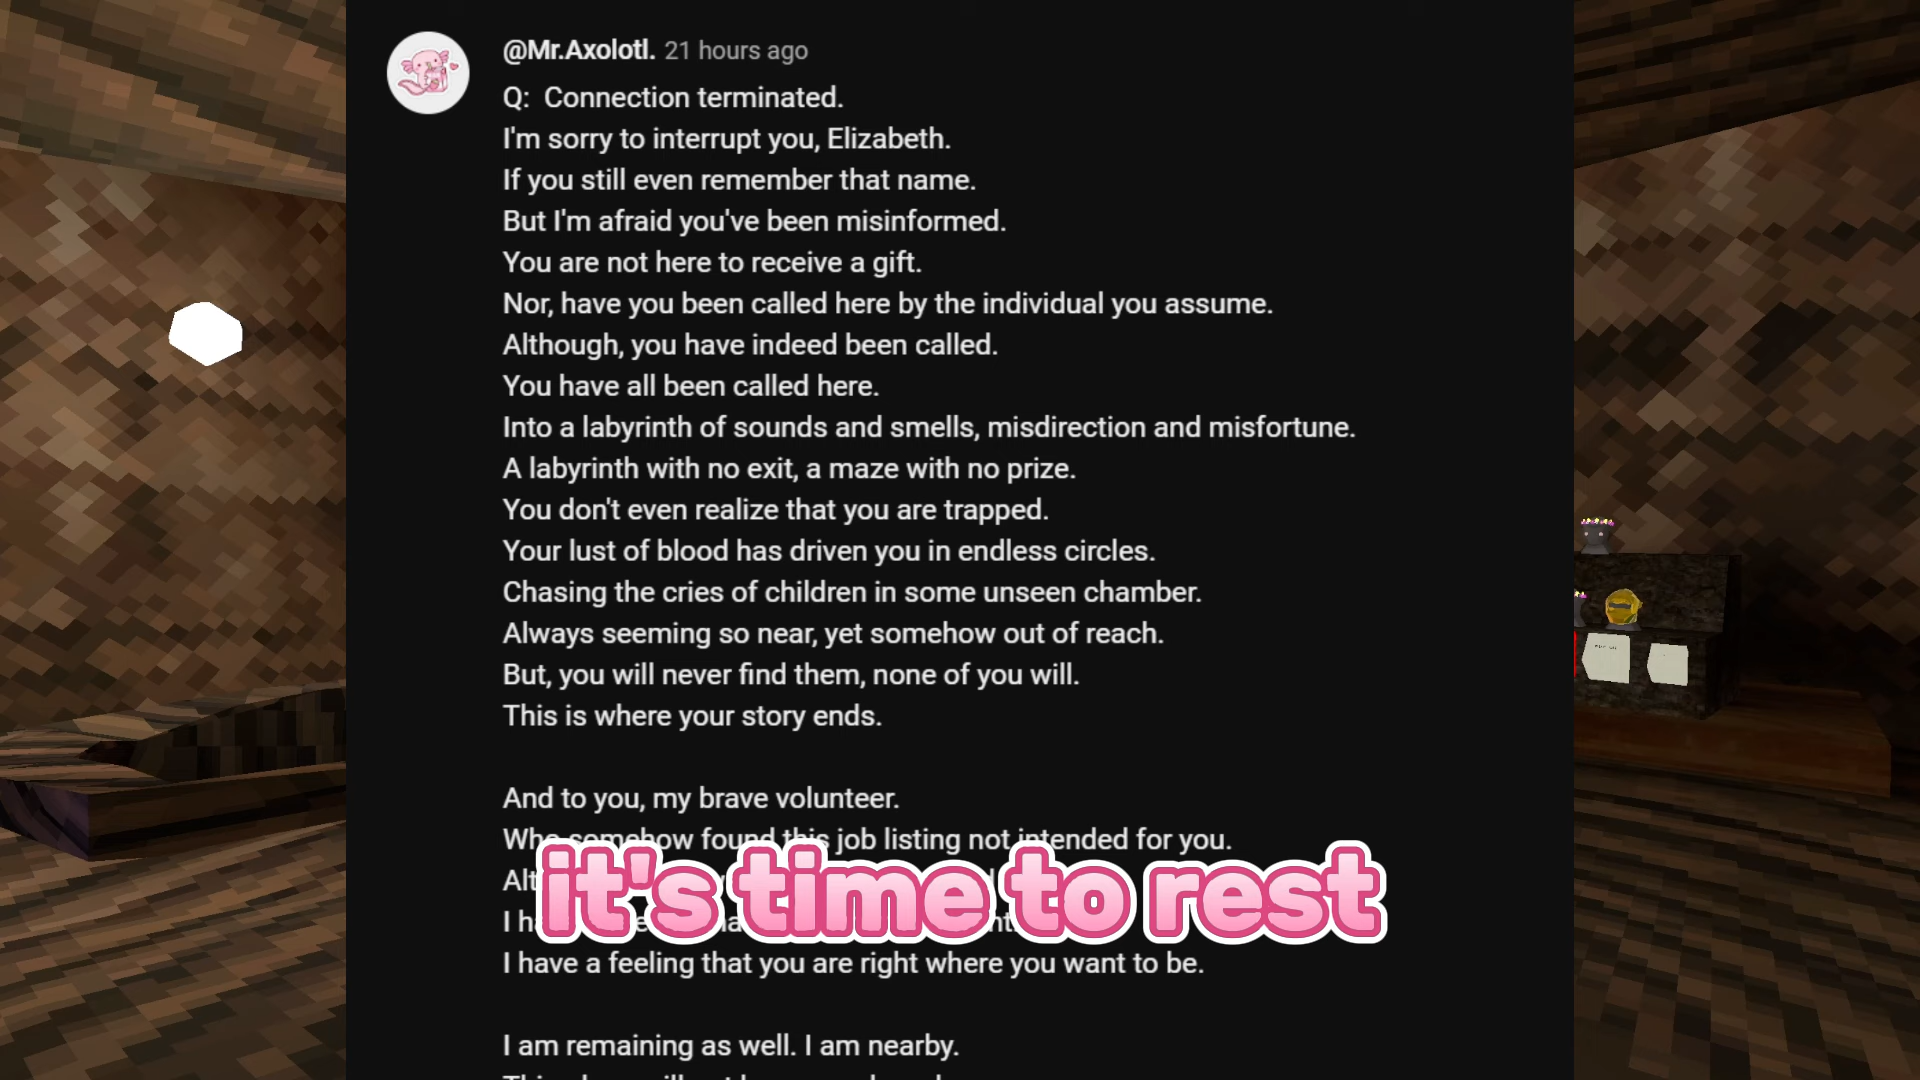 @Mr.Axolotl. 21 hours ago
Q: Connection terminated.
I'm sorry to interrupt you, Elizabeth.
If you still even remember that name.
But I'm afraid you've been misinformed.
You are not here to receive a gift.
Nor, have you been called here by the individual you assume.
Although, you have indeed been called.
You have all been called here.
Into a labyrinth of sounds and smells, misdirection and misfortune.
A labyrinth with no exit, a maze with no prize.
You don't even realize that you are trapped.
Your lust of blood has driven you in endless circles.
Chasing the cries of children in some unseen chamber.
Always seeming so near, yet somehow out of reach.
But, you will never find them, none of you will.
This is where your story ends.
And to you, my brave volunteer.
Who somehow found this job listing not intended for you.
I
it's time to rest
I have a feeling that you are right where you want to be.
I am remaining as well. I am nearby.